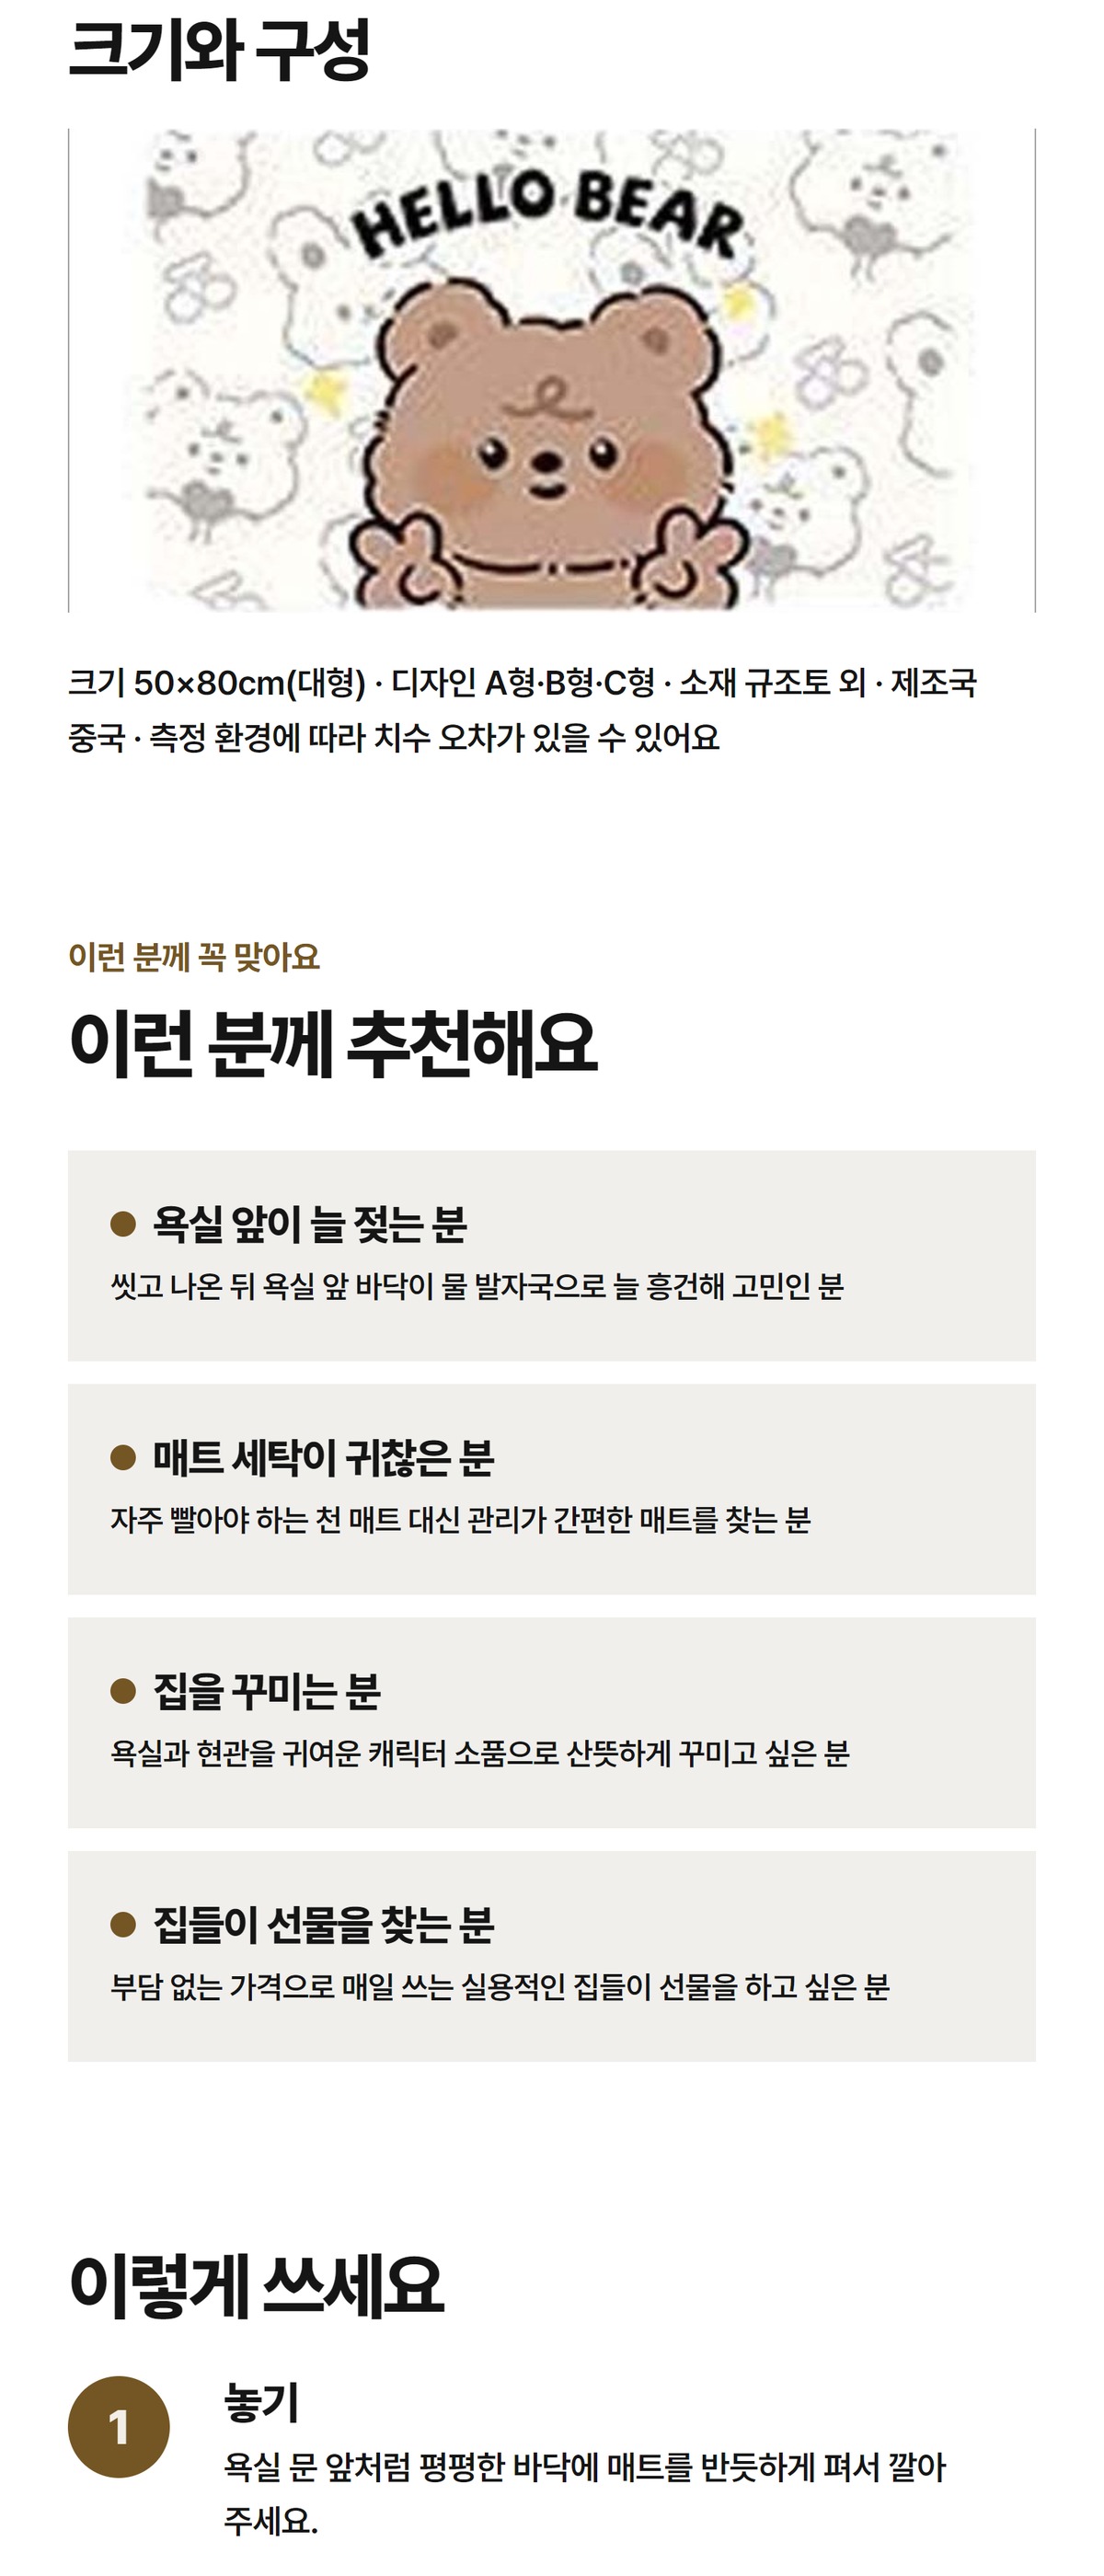 크기와 구성
HELLO BEAR
크기 50×80cm(대형) · 디자인 A형·B형·C형 · 소재 규조토 외 · 제조국
중국 · 측정 환경에 따라 치수 오차가 있을 수 있어요
이런 분께 꼭 맞아요
이런 분께 추천해요
욕실 앞이 늘 젖는 분
씻고 나온 뒤 욕실 앞 바닥이 물 발자국으로 늘 흥건해 고민인 분
매트 세탁이 귀찮은 분
자주 빨아야 하는 천 매트 대신 관리가 간편한 매트를 찾는 분
집을 꾸미는 분
욕실과 현관을 귀여운 캐릭터 소품으로 산뜻하게 꾸미고 싶은 분
집들이 선물을 찾는 분
부담 없는 가격으로 매일 쓰는 실용적인 집들이 선물을 하고 싶은 분
이렇게 쓰세요
1
놓기
욕실 문 앞처럼 평평한 바닥에 매트를 반듯하게 펴서 깔아
주세요.